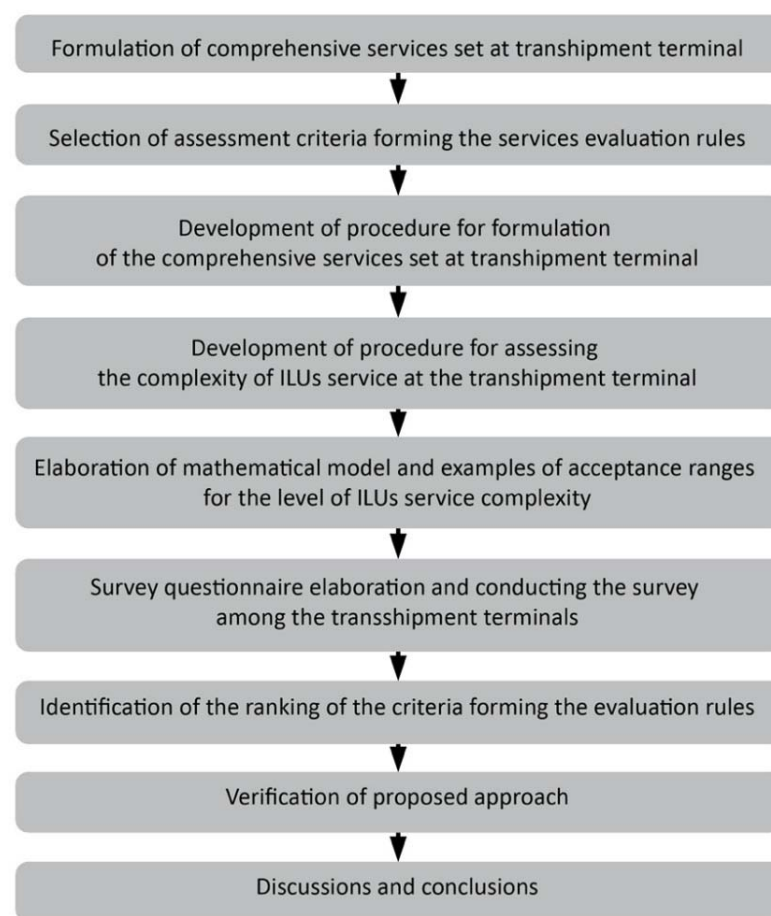 Formulation of comprehensive services set at transhipment terminal
Selection of assessment criteria forming the services evaluation rules
Development of procedure for formulation
of the comprehensive services set at transhipment terminal
Development of procedure for assessing
the complexity of ILUs service at the transhipment terminal
Elaboration of mathematical model and examples of acceptance ranges
for the level of ILUs service complexity
Survey questionnaire elaboration and conducting the survey
among the transshipment terminals
Identification of the ranking of the criteria forming the evaluation rules
Verification of proposed approach
Discussions and conclusions